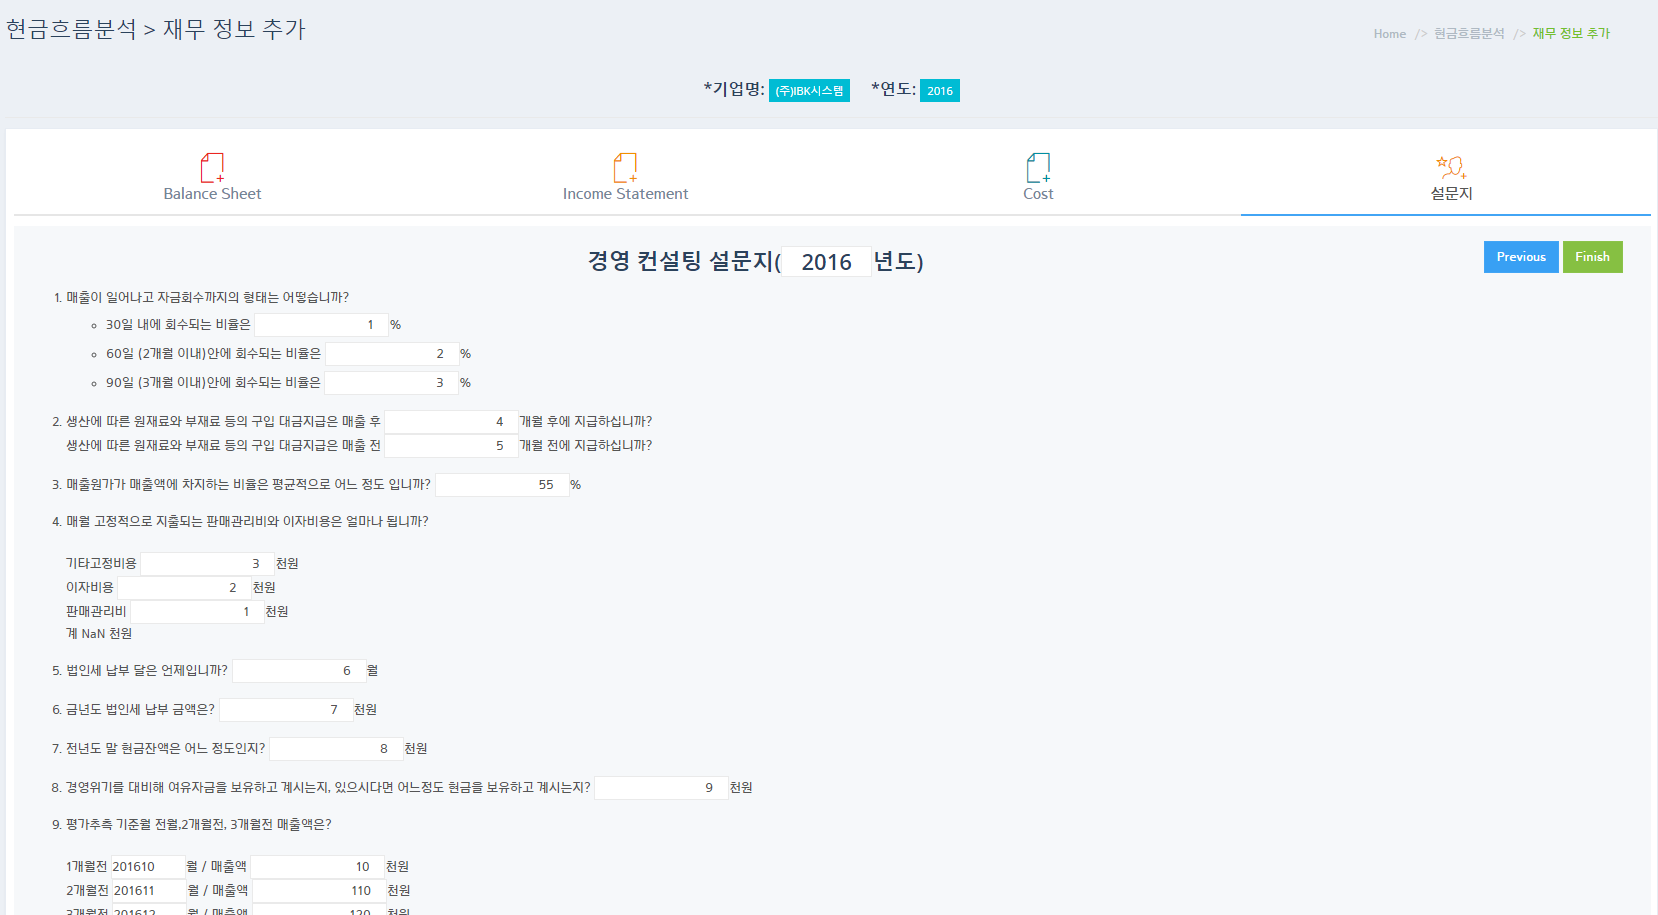 현금흐름분석 > 재무 정보 추가
Home /> 현금흐름분석 /> 재무 정보 추가
*기업명: (주)IBK시스템 *연도: 2016
Balance Sheet
Income Statement
Cost
설문지
경영 컨설팅 설문지( 2016 년도)
Previous Finish
1. 매출이 일어나고 자금회수까지의 형태는 어떻습니까?
30일 내에 회수되는 비율은 1 %
60일 (2개월 이내)안에 회수되는 비율은 2 %
90일 (3개월 이내)안에 회수되는 비율은 3 %
2. 생산에 따른 원재료와 부재료 등의 구입 대금지급은 매출 후 4 개월 후에 지급하십니까?
생산에 따른 원재료와 부재료 등의 구입 대금지급은 매출 전 5 개월 전에 지급하십니까?
3. 매출원가가 매출액에 차지하는 비율은 평균적으로 어느 정도 입니까? 55 %
4. 매월 고정적으로 지출되는 판매관리비와 이자비용은 얼마나 됩니까?
기타고정비용 3 천원
이자비용 2 천원
판매관리비 1 천원
계 NaN 천원
5. 법인세 납부 달은 언제입니까? 6 월
6. 금년도 법인세 납부 금액은? 7 천원
7. 전년도 말 현금잔액은 어느 정도인지? 8 천원
8. 경영위기를 대비해 여유자금을 보유하고 계시는지, 있으시다면 어느정도 현금을 보유하고 계시는지? 9 천원
9. 평가추측 기준월 전월,2개월전, 3개월전 매출액은?
1개월전 201610 월 / 매출액 10 천원
2개월전 201611 월 / 매출액 110 천원
3개월전 201612 월 / 매출액 120 천원